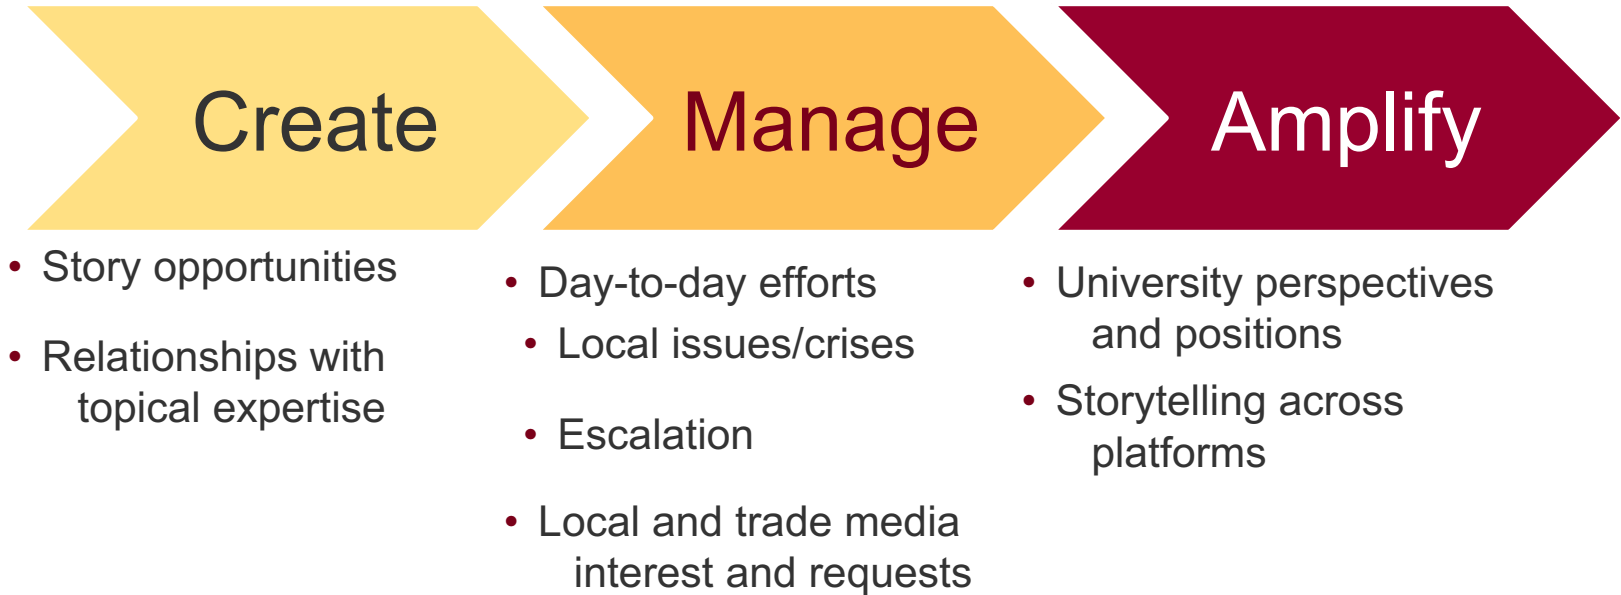 Create
• Story opportunities
• Relationships with
topical expertise
Manage
• Day-to-day efforts
• Local issues/crises
• Escalation
• Local and trade media
interest and requests
Amplify
• University perspectives
and positions
• Storytelling across
platforms